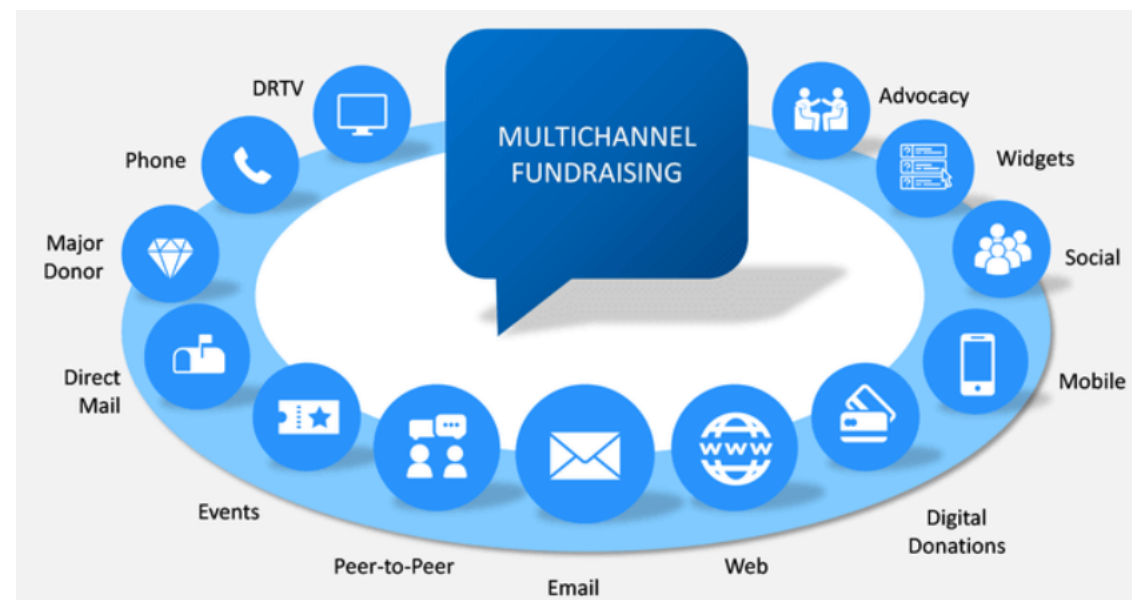 MULTICHANNEL
FUNDRAISING
DRTV
Phone
Major
Donor
Direct
Mail
Events
Peer-to-Peer
Email
Web
www
Digital
Donations
Mobile
Social
Widgets
Advocacy